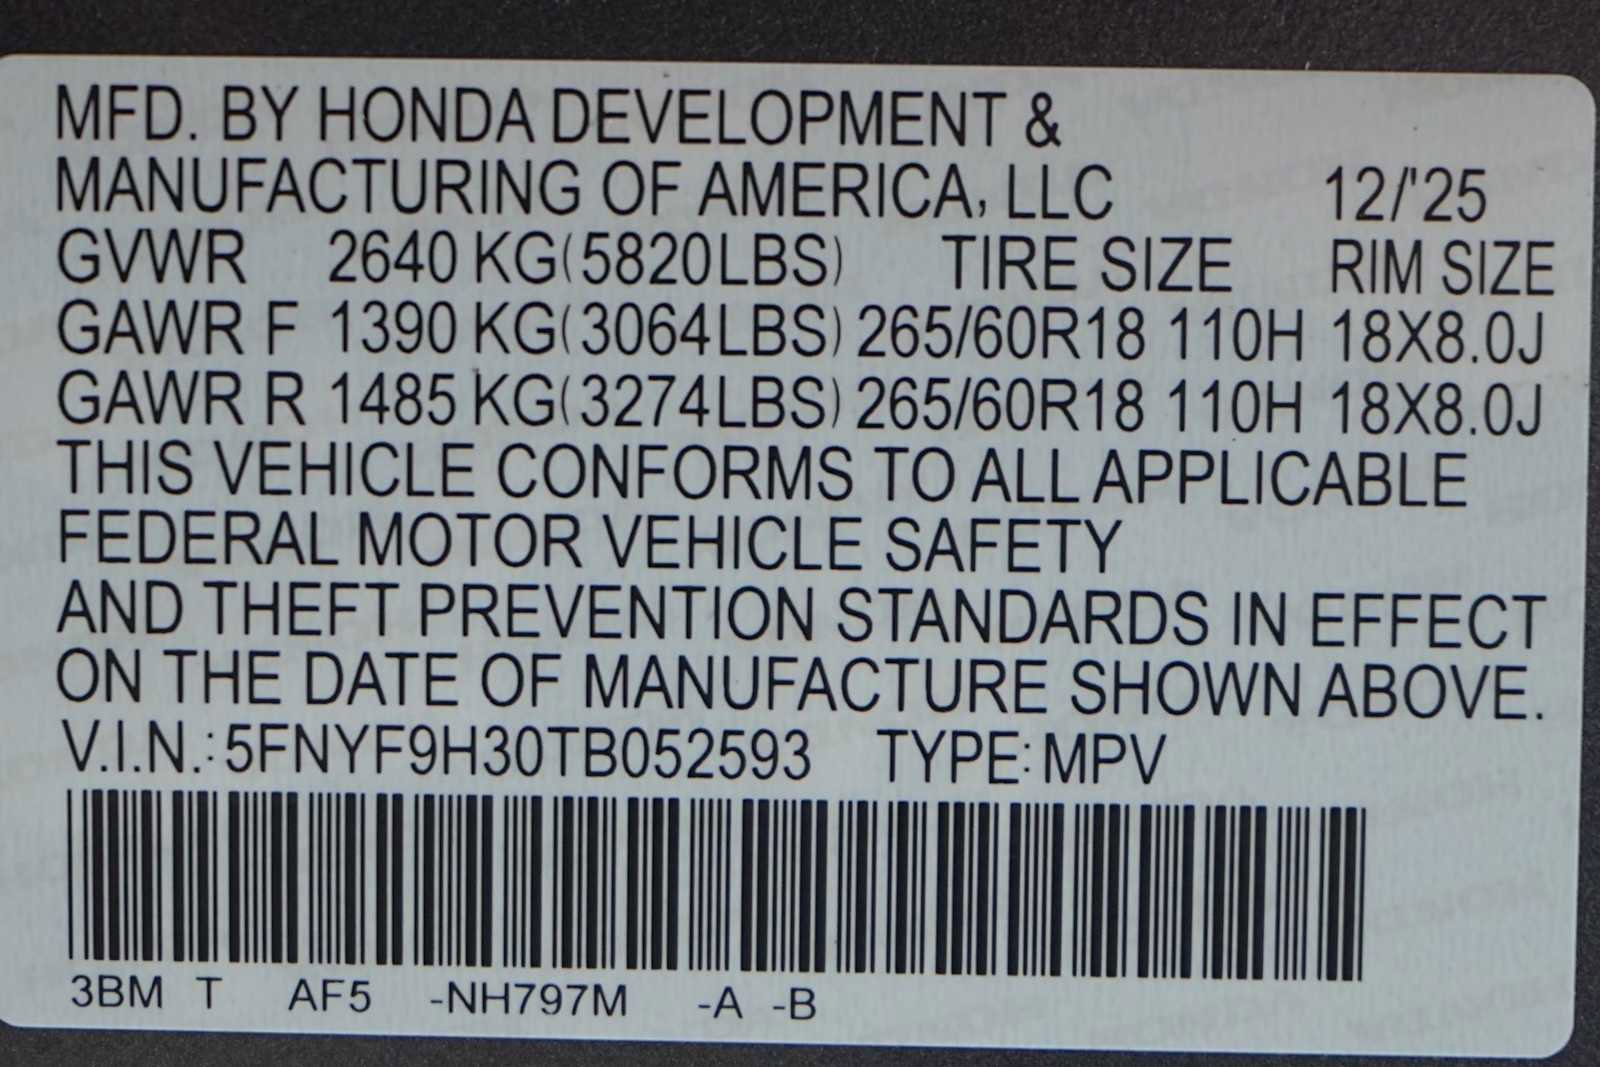 MFD. BY HONDA DEVELOPMENT &
MANUFACTURING OF AMERICA, LLC 12/'25
GVWR 2640 KG(5820LBS) TIRE SIZE RIM SIZE
GAWR F 1390 KG(3064LBS) 265/60R18 110H 18X8.0J
GAWR R 1485 KG(3274LBS) 265/60R18 110H 18X8.0J
THIS VEHICLE CONFORMS TO ALL APPLICABLE
FEDERAL MOTOR VEHICLE SAFETY
AND THEFT PREVENTION STANDARDS IN EFFECT
ON THE DATE OF MANUFACTURE SHOWN ABOVE.
V.I.N.: 5FNYF9H30TB052593 TYPE: MPV
3BM T AF5 -NH797M -A -B